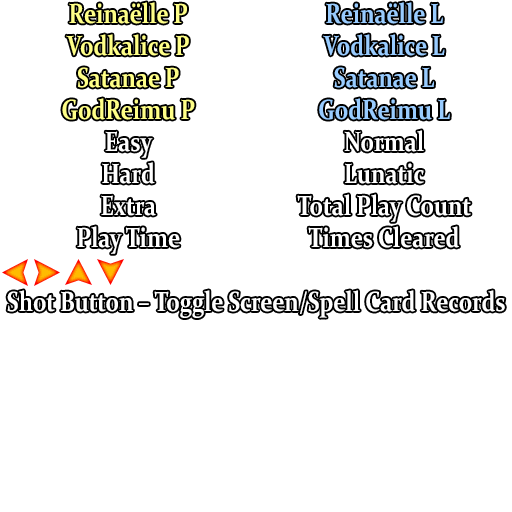 Reinaëlle P Reinaëlle L
Vodkalice P Vodkalice L
Satanae P Satanae L
GodReimu P GodReimu L
Easy Normal
Hard Lunatic
Extra Total Play Count
Play Time Times Cleared
Shot Button - Toggle Screen/Spell Card Records